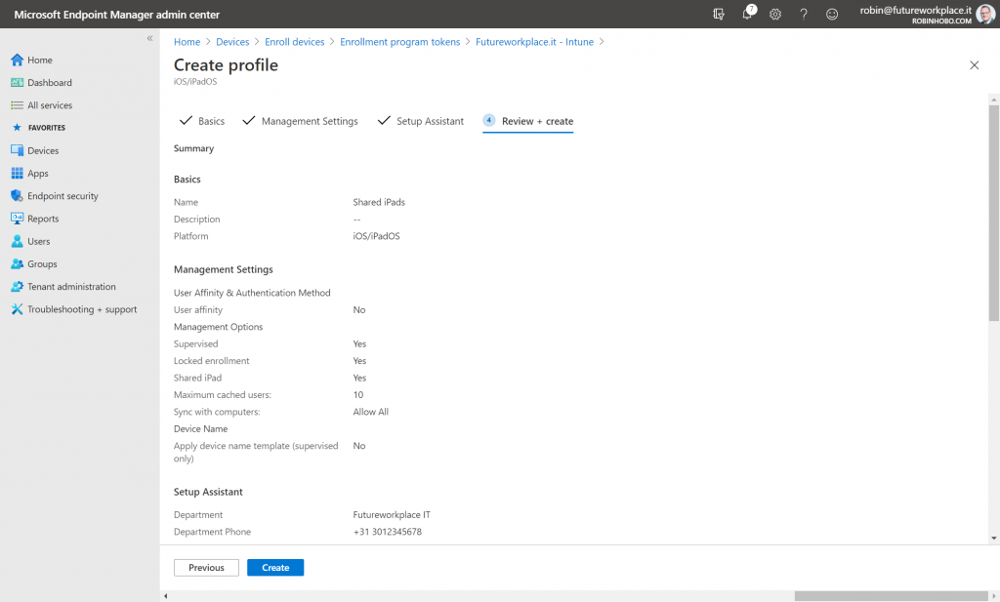 Microsoft Endpoint Manager admin center
7
robin@futureworkplace.it
ROBINHOBO.COM
«
Home
Dashboard
All services
FAVORITES
Devices
Apps
Endpoint security
Reports
Users
Groups
Tenant administration
Troubleshooting + support
Home > Devices > Enroll devices > Enrollment program tokens > Futureworkplace.it - Intune >
Create profile
iOS/iPadOS
Basics Management Settings Setup Assistant 4 Review + create
Summary
Basics
Name Shared iPads
Description --
Platform iOS/iPadOS
Management Settings
User Affinity & Authentication Method
User affinity No
Management Options
Supervised Yes
Locked enrollment Yes
Shared iPad Yes
Maximum cached users: 10
Sync with computers: Allow All
Device Name
Apply device name template (supervised No
only)
Setup Assistant
Department Futureworkplace IT
Department Phone +31 3012345678
Previous Create